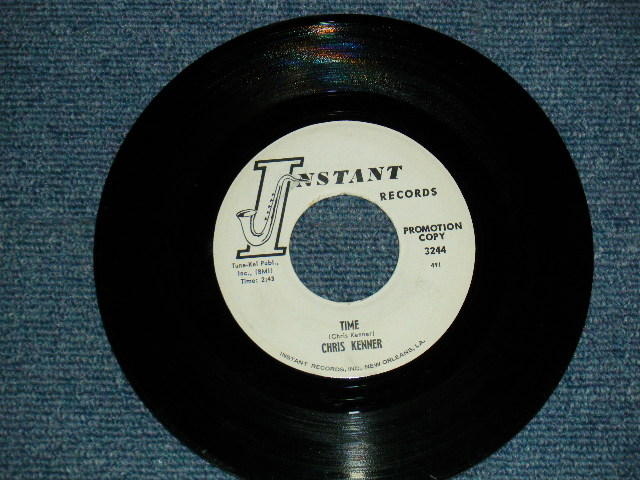 INSTANT
RECORDS
PROMOTION
COPY
3244
491
Tune-Kel Publ.,
Inc., (BMI)
Time: 2:43
TIME
(Chris Kenner)
CHRIS KENNER
INSTANT RECORDS, INC., NEW ORLEANS, LA.